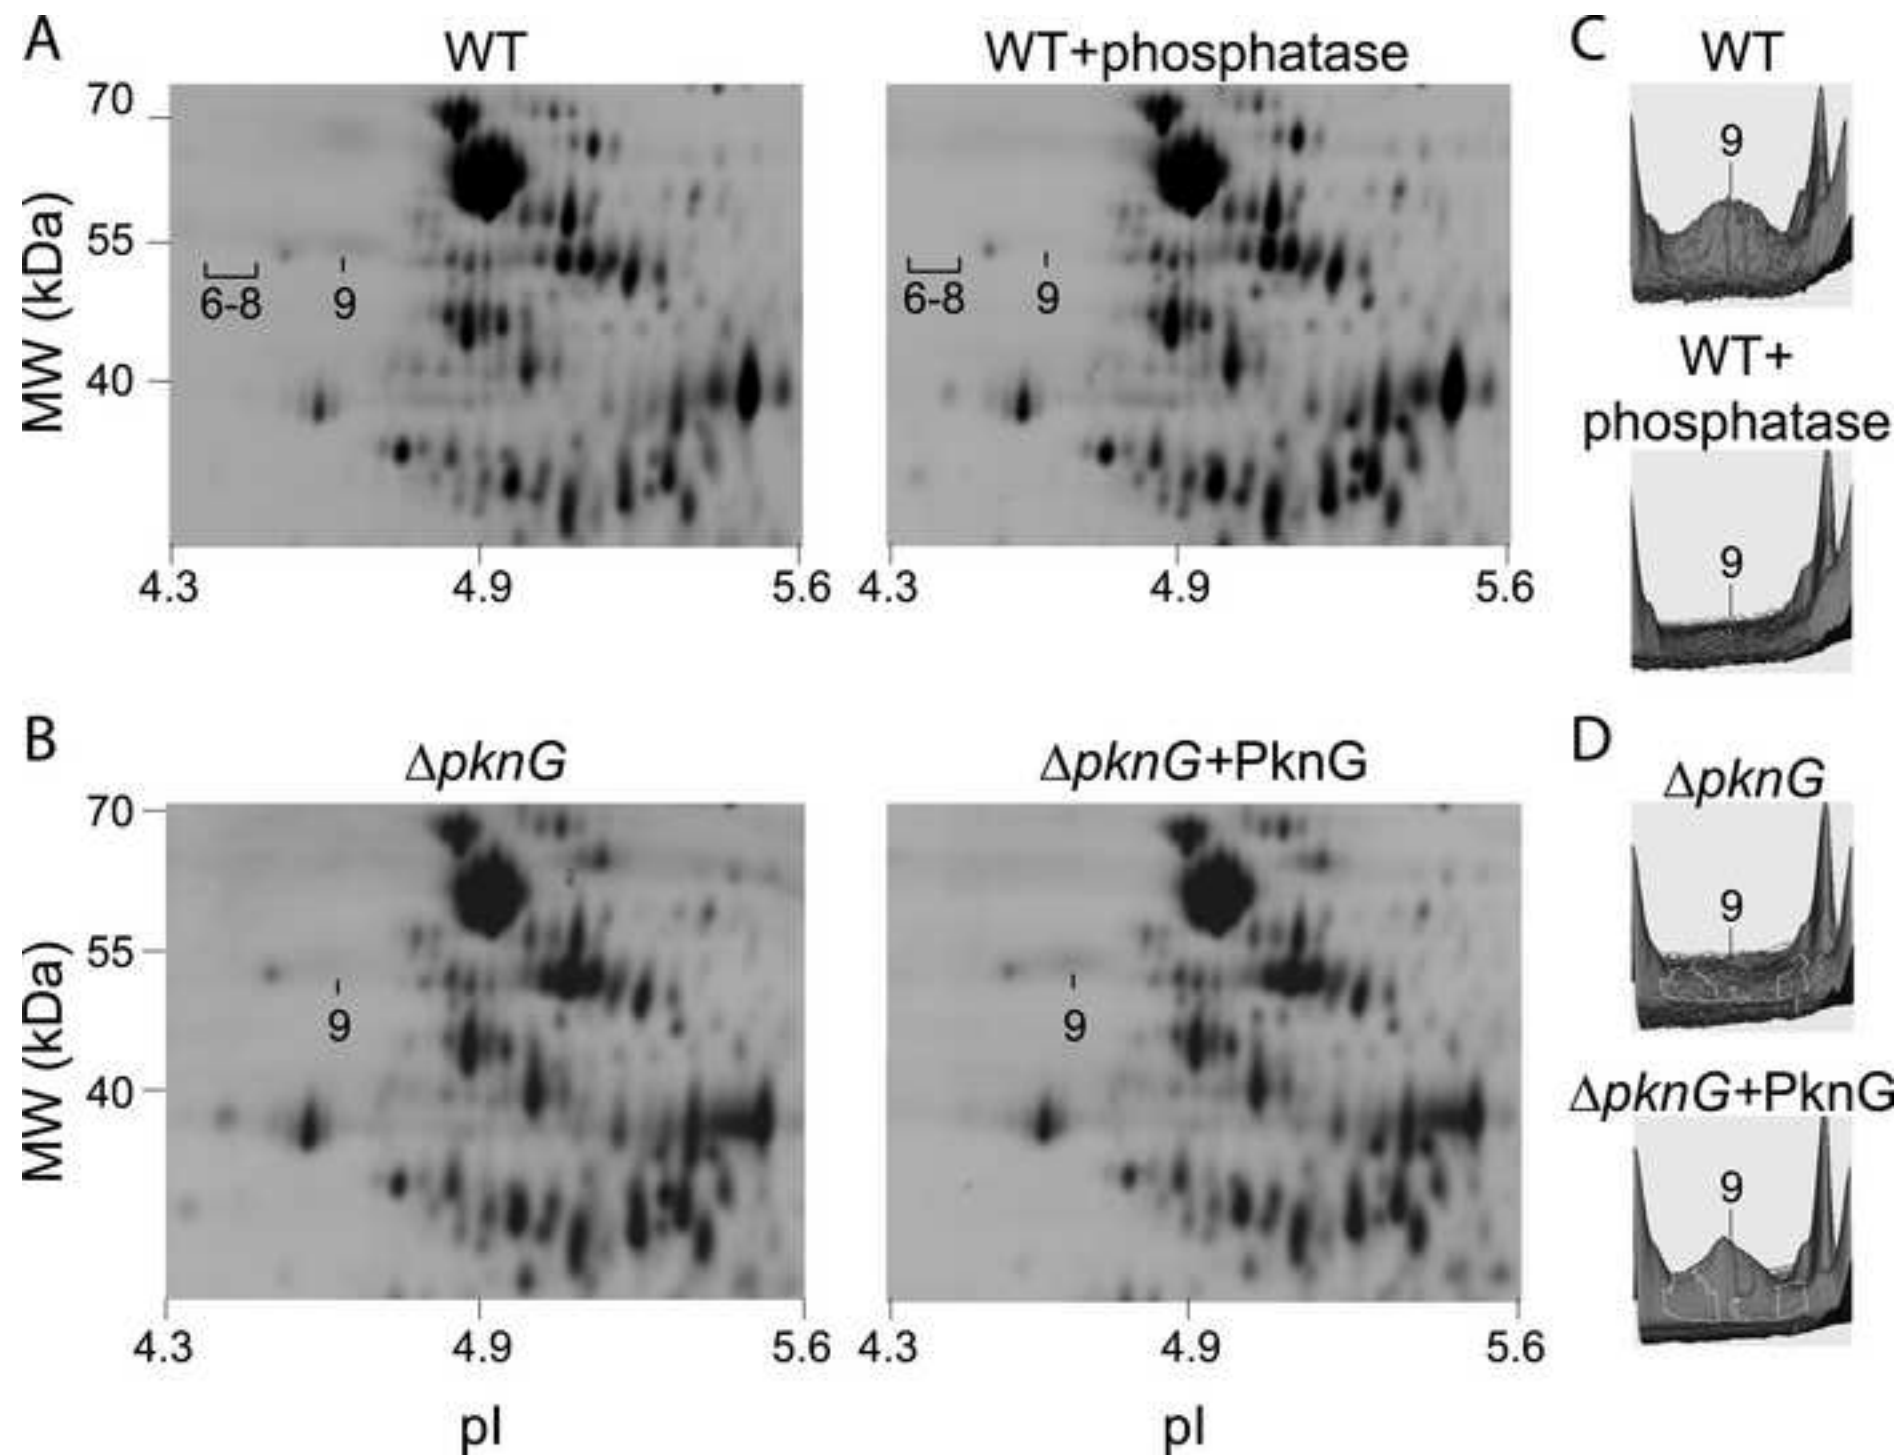 A
WT
WT+phosphatase
C
WT
70
55
40
MW (kDa)
6-8
9
6-8
9
4.3
4.9
5.6
4.3
4.9
5.6
9
WT+
phosphatase
9
B
ΔpknG
ΔpknG+PknG
D
ΔpknG
70
55
40
MW (kDa)
9
9
4.3
4.9
5.6
4.3
4.9
5.6
pI
pI
9
ΔpknG+PknG
9